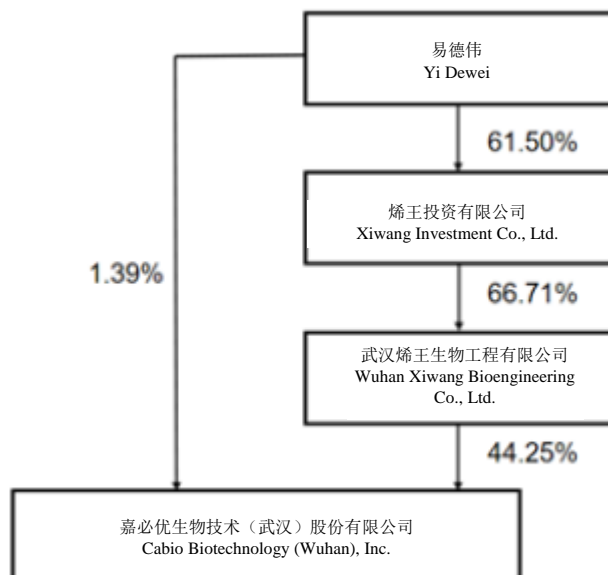 易德伟
Yi Dewei
61.50%
烯王投资有限公司
Xiwang Investment Co., Ltd.
1.39%
66.71%
武汉烯王生物工程有限公司
Wuhan Xiwang Bioengineering
Co., Ltd.
44.25%
嘉必优生物技术（武汉）股份有限公司
Cabio Biotechnology (Wuhan), Inc.